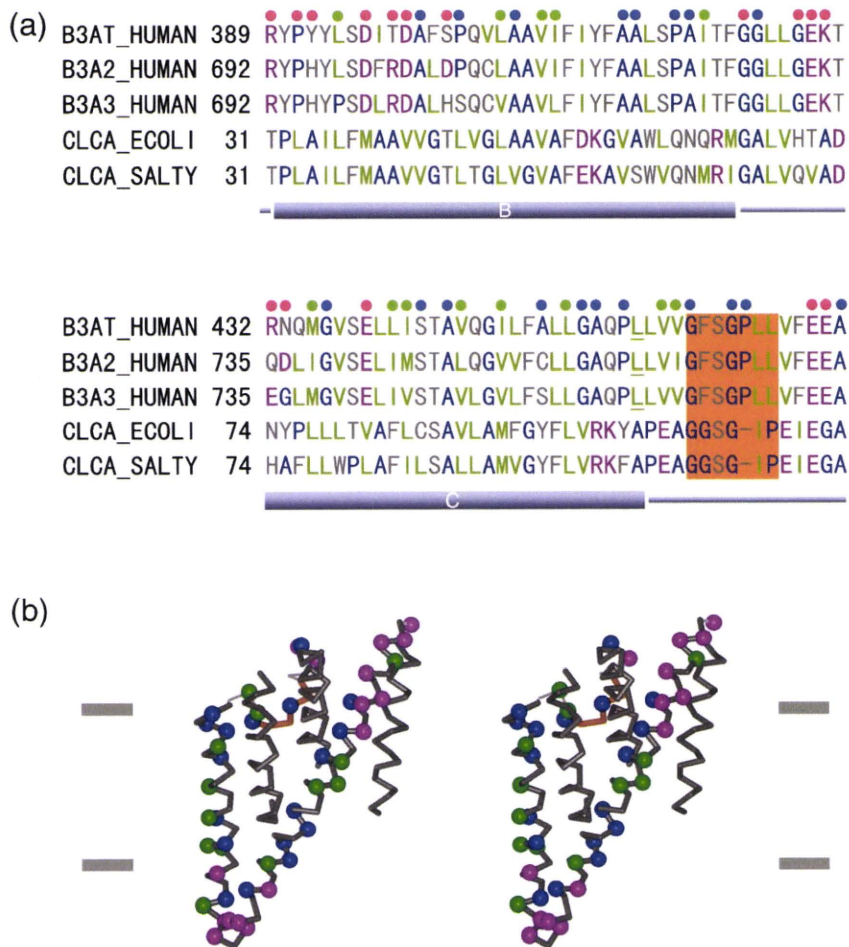 (a)
B3AT_HUMAN 389 RYPYYLSDITDAFSPQVLAAVIFIYFAALSPAITFGGLLGEKT
B3A2_HUMAN 692 RYPHYLSDFRDALDPQCLAAVIFIYFAALSPAITFGGLLGEKT
B3A3_HUMAN 692 RYPHYPSDLRDALHSQCVAAVLFIYFAALSPAITFGGLLGEKT
CLCA_ECOLI 31 TPLAILFMAAVVGTLVGLAAVAFDKGVAWLQNQRMGALVHTAD
CLCA_SALTY 31 TPLAILFMAAVVGTLTGLVGVAFEKAVSWVQNMRIGALVQVAD
B
B3AT_HUMAN 432 RNQMGVSELLISTAVQGILFALLGAQPLLVVGFSGPLLVFEEA
B3A2_HUMAN 735 QDLIGVSELIMSTALQGVVFCLLGAQPLLVIGFSGPLLVFEEA
B3A3_HUMAN 735 EGLMGVSELIVSTAVLGVLFSLLGAQPLLVVGFSGPLLVFEEA
CLCA_ECOLI 74 NYPLLLTVAFLCSAVLAMFGYFLVRKYAPEAGGSG-IPEIEGA
CLCA_SALTY 74 HAFLLWPLAFILSALLAMVGYFLVRKFAPEAGGSG-IPEIEGA
C
(b)